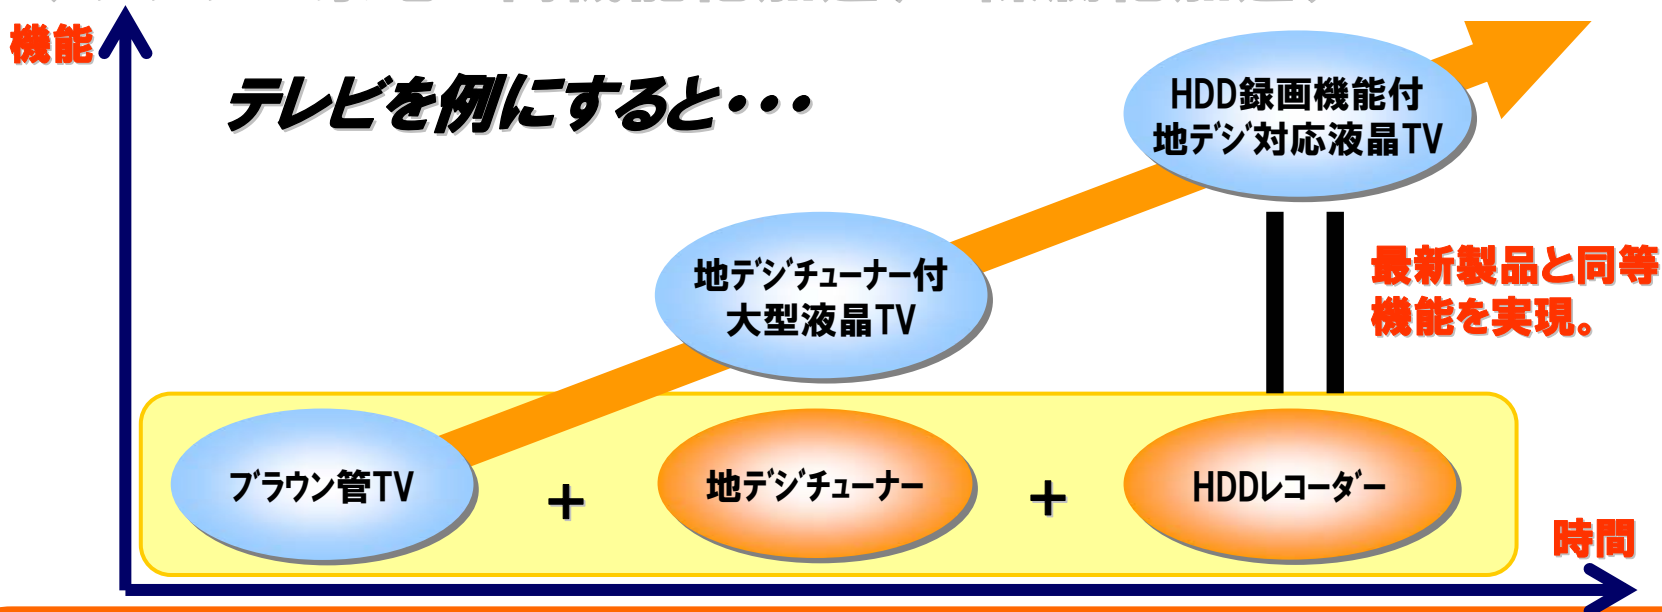 機能
テレビを例にすると・・・
HDD録画機能付
地デジ対応液晶TV
地デジチューナー付
大型液晶TV
最新製品と同等
機能を実現。
ブラウン管TV
+
地デジチューナー
+
HDDレコーダー
時間